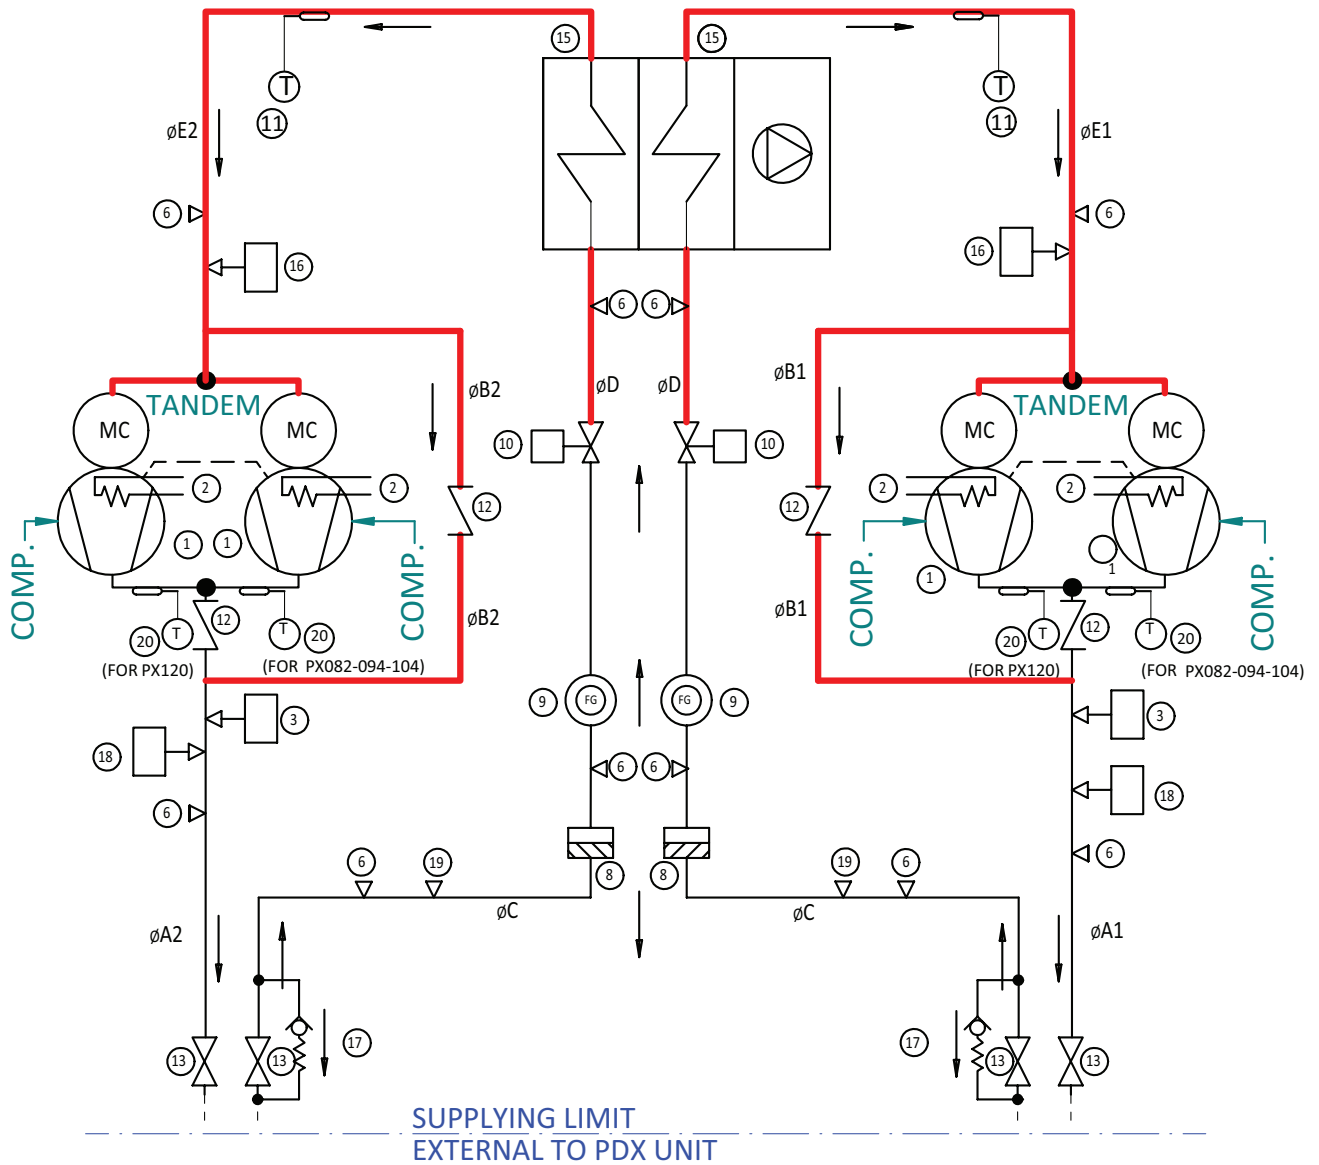 15
15
T
11
T
11
øE2
øE1
6
6
16
16
6
6
øB2
øD
øD
øB1
TANDEM
TANDEM
MC
MC
MC
MC
10
10
2
2
2
2
12
12
COMP.
1
1
COMP.
COMP.
1
1
COMP.
øB2
øB1
20
T
12
T
20
20
T
12
T
20
(FOR PX120)
(FOR PX082-094-104)
(FOR PX120)
(FOR PX082-094-104)
9
FG
FG
9
3
3
18
6
6
18
6
6
6
19
8
8
19
6
øC
øC
øA2
øA1
13
13
17
17
13
13
SUPPLYING LIMIT
EXTERNAL TO PDX UNIT